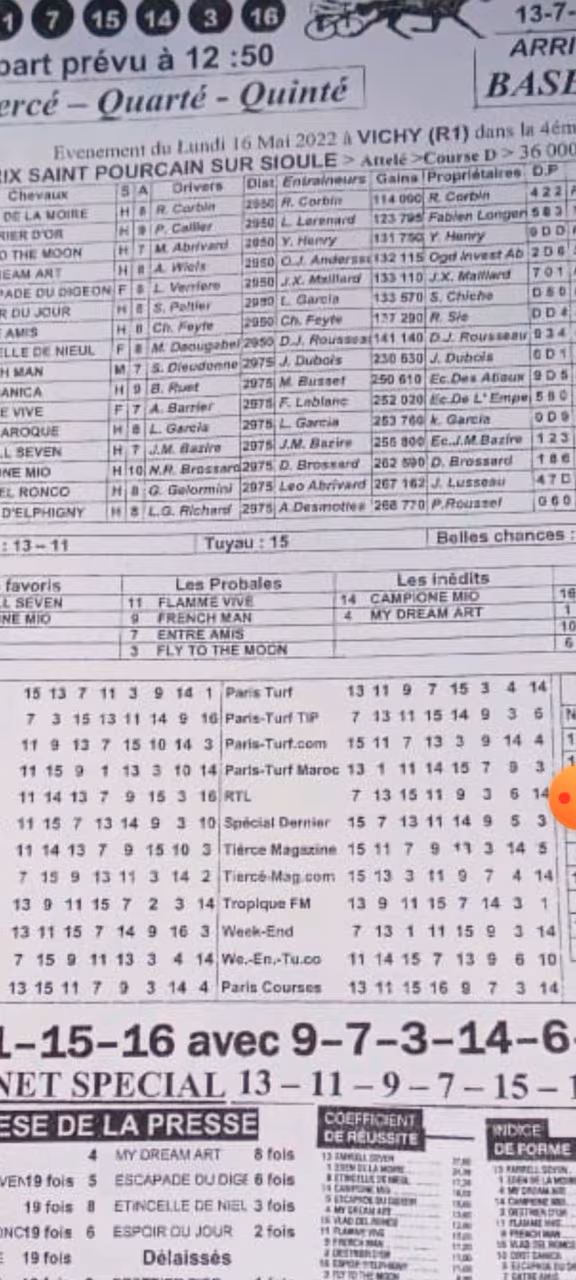 1 7 15 14 3 16
13-7-
part prévu à 12 :50
ARRI
ercé – Quarté - Quinté
BASE
Evenement du Lundi 16 Mai 2022 à VICHY (R1) dans la 4ém
RIX SAINT POURCAIN SUR SIOULE > Attelé >Course D > 36 000
Chevaux S A Drivers Dist Entraineurs Gains Propriétaires D.P
DE LA MOIRE H 8 R. Corbin 2950 R. Corbin 114 090 R. Corbin 4 2 2
RIER D'OR H 9 P. Callier 2950 L. Lerenard 123 795 Fabien Longer 5 8 3
O THE MOON H 7 M. Abrivard 2950 Y. Henry 131 750 Y. Henry 9 D D
EAM ART H 8 A. Wiels 2950 O.J. Anderss 132 115 Ogd Invest Ab 2 D 6
PADE DU DIGEON F 8 L. Verriere 2950 J.X. Maillard 133 110 J.X. Maillard 7 0 1
R DU JOUR H 8 S. Peltier 2950 L. Garcia 133 570 S. Chiche
AMIS H 8 Ch. Feyte 2950 Ch. Feyte 137 290 R. Sie D D 4
ELLE DE NIEUL F 8 M. Daougabel 2950 D.J. Roussea 141 140 D.J. Rousseau 9 3 4
H MAN M 7 S. Dieudonne 2975 J. Dubois 230 630 J. Dubois 6 D 1
ANICA H 9 B. Ruet 2975 M. Busset 250 610 Ec.Des Abaux 9 D 5
E VIVE F 7 A. Barrier 2975 F. Leblanc 252 020 Ec.De L'Empe 5 8 0
AROQUE H 8 L. Garcia 2975 L. Garcia 253 760 k. Garcia 0 D 9
L SEVEN H 7 J.M. Bazire 2975 J.M. Bazire 256 800 Ec.J.M.Bazire 1 2 3
NE MIO H 10 N.R. Brossard 2975 D. Brossard 262 590 D. Brossard 1 8 6
EL RONCO H 8 G. Gelormini 2975 Leo Abrivard 267 162 J. Lusseau 4 7 D
D'ELPHIGNY H 8 L.G. Richard 2975 A.Desmottes 268 770 P.Roussel 0 6 0
: 13 – 11 Tuyau : 15 Belles chances :
favoris Les Probales Les inédits
L SEVEN 11 FLAMME VIVE 14 CAMPIONE MIO 16
NE MIO 9 FRENCH MAN 4 MY DREAM ART 1
7 ENTRE AMIS 10
3 FLY TO THE MOON 6
15 13 7 11 3 9 14 1 Paris Turf 13 11 9 7 15 3 4 14
7 3 15 13 11 14 9 16 Paris-Turf TIP 7 13 11 15 14 9 3 6
11 9 13 7 15 10 14 3 Paris-Turf.com 15 11 7 13 3 9 14 4
11 15 9 1 13 3 10 14 Paris-Turf Maroc 13 1 11 14 15 7 9 3
11 14 13 7 9 15 3 16 RTL 7 13 15 11 9 3 6 14
11 15 7 13 14 9 3 10 Spécial Dernier 15 7 13 11 14 9 5 3
11 14 13 7 9 15 10 3 Tiérce Magazine 15 11 7 9 13 3 14 5
7 15 9 13 11 3 14 2 Tiercé-Mag.com 15 13 3 11 9 7 4 14
13 9 11 15 7 2 3 14 Tropique FM 13 9 11 15 7 14 3 1
13 11 15 7 14 9 16 3 Week-End 7 13 1 11 15 9 3 14
7 15 9 11 13 3 4 14 We.-En.-Tu.co 11 14 15 7 13 9 6 10
13 15 11 7 9 3 14 4 Paris Courses 13 11 15 16 9 7 3 14
1–15–16 avec 9–7–3–14–6–
NET SPECIAL 13 – 11 – 9 – 7 – 15 – 1
ESE DE LA PRESSE
COEFFICIENT DE RÉUSSITE
INDICE DE FORME
4 MY DREAM ART 8 fois
VEN 19 fois 5 ESCAPADE DU DIGE 6 fois
19 fois 8 ETINCELLE DE NIEL 3 fois
ONC 19 fois 6 ESPOIR DU JOUR 2 fois
E 19 fois Délaissés